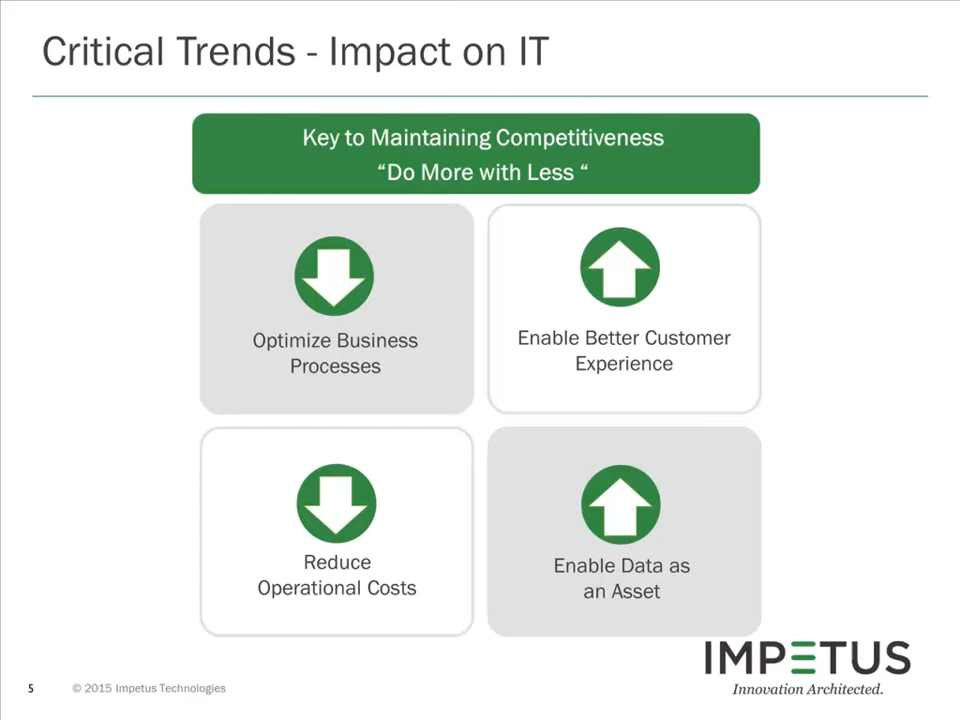 Critical Trends - Impact on IT
Key to Maintaining Competitiveness
“Do More with Less “
Optimize Business
Processes
Enable Better Customer
Experience
Reduce
Operational Costs
Enable Data as
an Asset
IMPETUS
Innovation Architected.
5
© 2015 Impetus Technologies